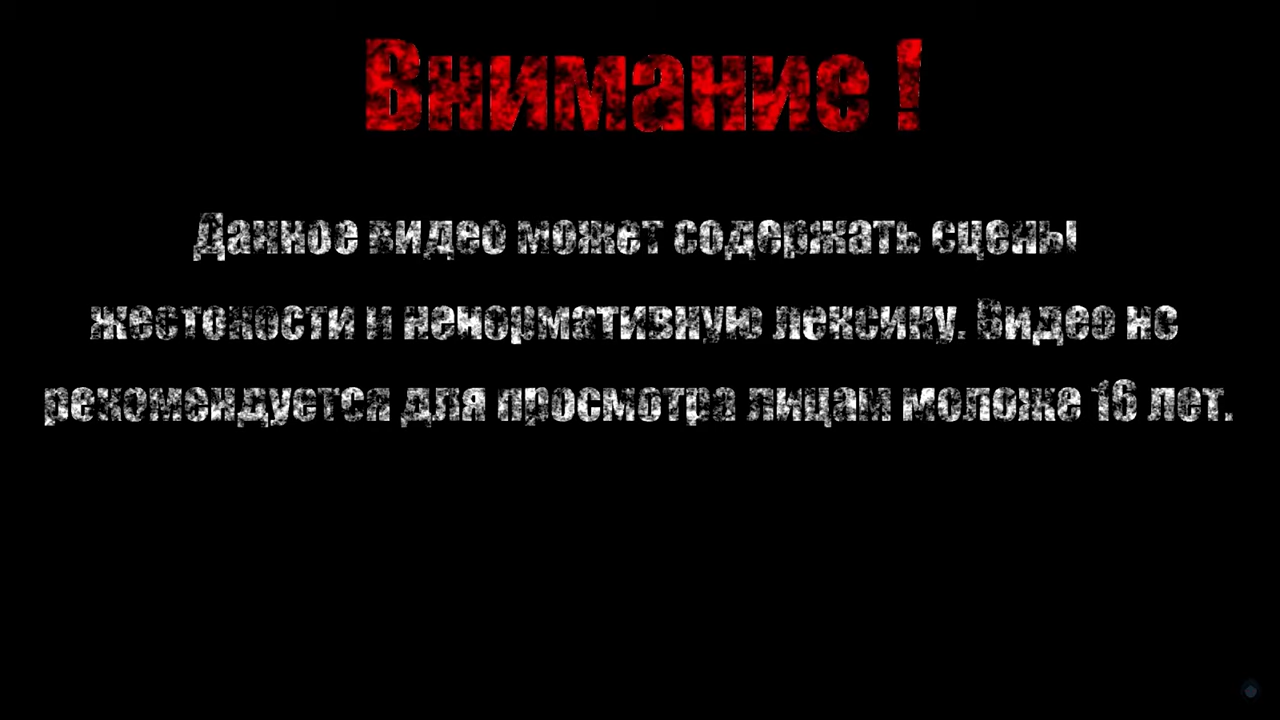 Внимание !
Данное видео может содержать сцены
жестокости и ненормативную лексику. Видео не
рекомендуется для просмотра лицам моложе 16 лет.